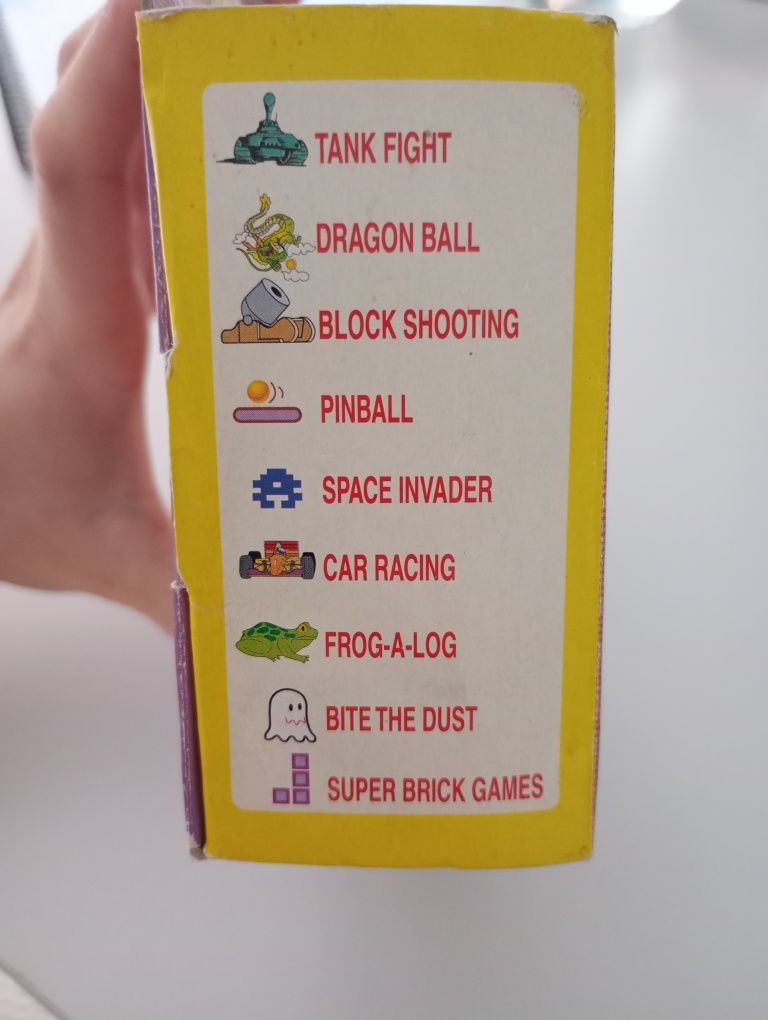 TANK FIGHT
DRAGON BALL
BLOCK SHOOTING
PINBALL
SPACE INVADER
CAR RACING
FROG-A-LOG
BITE THE DUST
SUPER BRICK GAMES